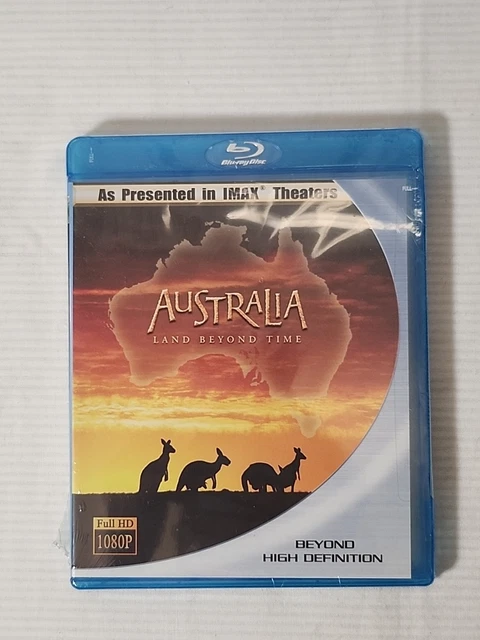 Blu-ray Disc
As Presented in IMAX® Theaters
AUSTRALIA
LAND BEYOND TIME
Full HD
1080P
BEYOND
HIGH DEFINITION